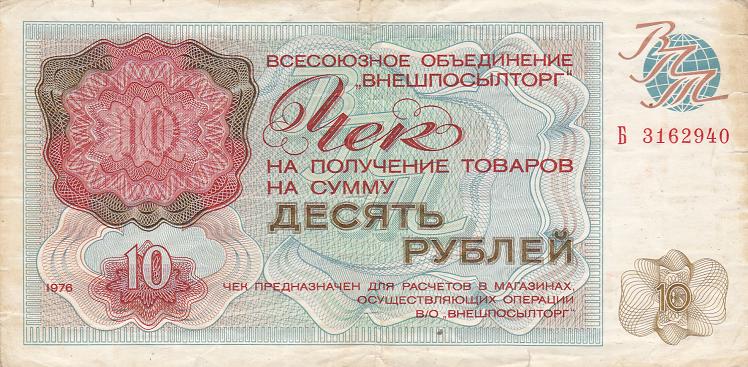 ВСЕСОЮЗНОЕ ОБЪЕДИНЕНИЕ
„ВНЕШПОСЫЛТОРГ"
ВПТ
Чек
Б 3162940
НА ПОЛУЧЕНИЕ ТОВАРОВ
НА СУММУ
ДЕСЯТЬ
РУБЛЕЙ
10
10
10
1976
ЧЕК ПРЕДНАЗНАЧЕН ДЛЯ РАСЧЕТОВ В МАГАЗИНАХ,
ОСУЩЕСТВЛЯЮЩИХ ОПЕРАЦИИ
В/О „ВНЕШПОСЫЛТОРГ"